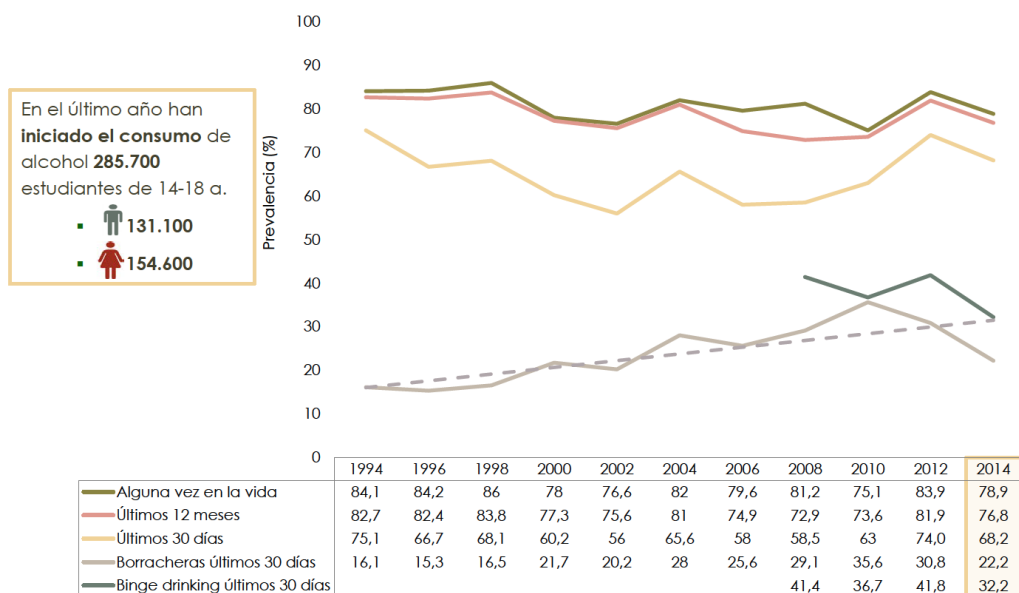 En el último año han
iniciado el consumo de
alcohol 285.700
estudiantes de 14-18 a.
▪ 131.100
▪ 154.600
Prevalencia (%)
100
90
80
70
60
50
40
30
20
10
0
1994 1996 1998 2000 2002 2004 2006 2008 2010 2012 2014
Alguna vez en la vida 84,1 84,2 86 78 76,6 82 79,6 81,2 75,1 83,9 78,9
Últimos 12 meses 82,7 82,4 83,8 77,3 75,6 81 74,9 72,9 73,6 81,9 76,8
Últimos 30 días 75,1 66,7 68,1 60,2 56 65,6 58 58,5 63 74,0 68,2
Borracheras últimos 30 días 16,1 15,3 16,5 21,7 20,2 28 25,6 29,1 35,6 30,8 22,2
Binge drinking últimos 30 días 41,4 36,7 41,8 32,2